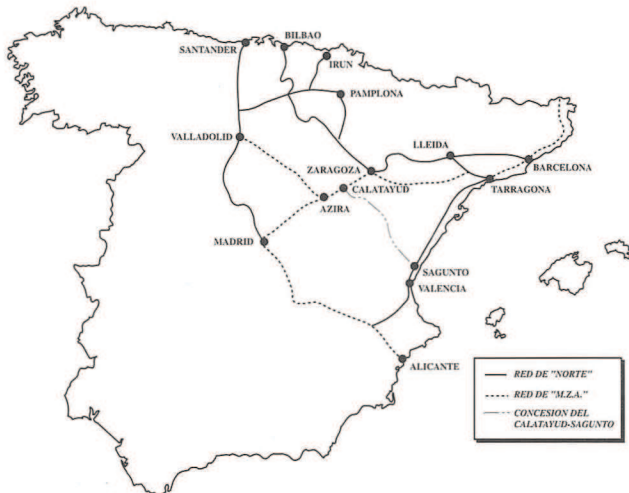 BILBAO
SANTANDER
IRUN
PAMPLONA
VALLADOLID
LLEIDA
ZARAGOZA
BARCELONA
CALATAYUD
TARRAGONA
AZIRA
MADRID
SAGUNTO
VALENCIA
ALICANTE
RED DE "NORTE"
RED DE "M.Z.A."
CONCESION DEL
CALATAYUD-SAGUNTO